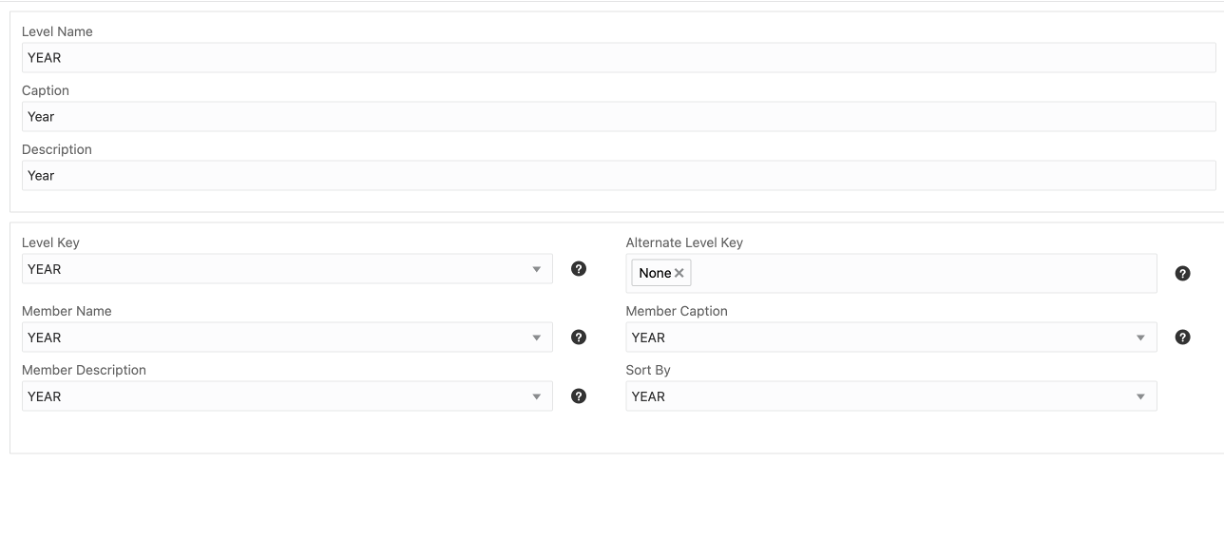 Level Name
YEAR
Caption
Year
Description
Year
Level Key
Alternate Level Key
YEAR
None
Member Name
Member Caption
YEAR
YEAR
Member Description
Sort By
YEAR
YEAR